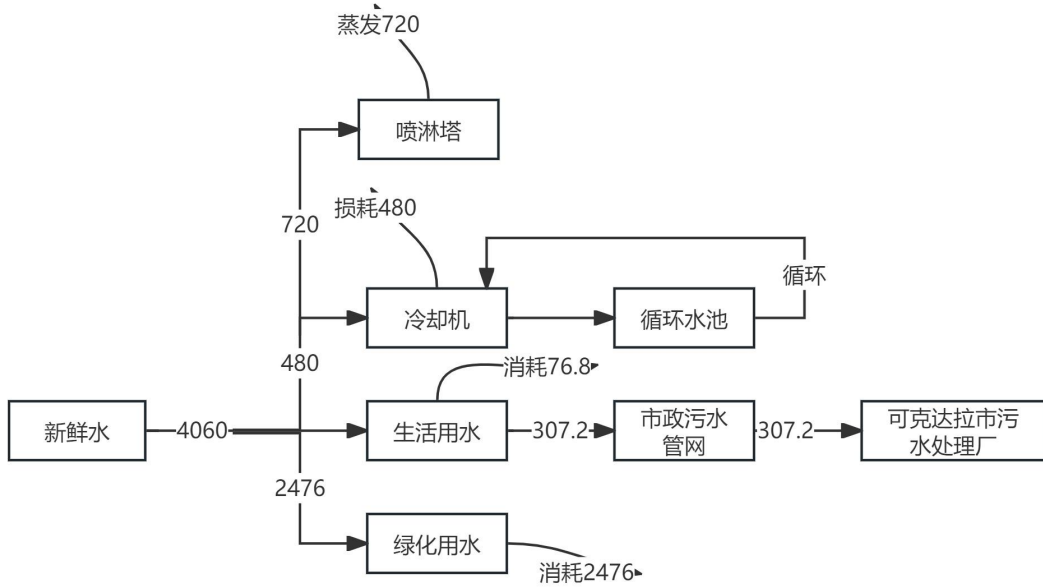 蒸发720
喷淋塔
720
损耗480
冷却机
循环水池
循环
480
消耗76.8
新鲜水
4060
生活用水
307.2
市政污水
管网
307.2
可克达拉市污
水处理厂
2476
绿化用水
消耗2476